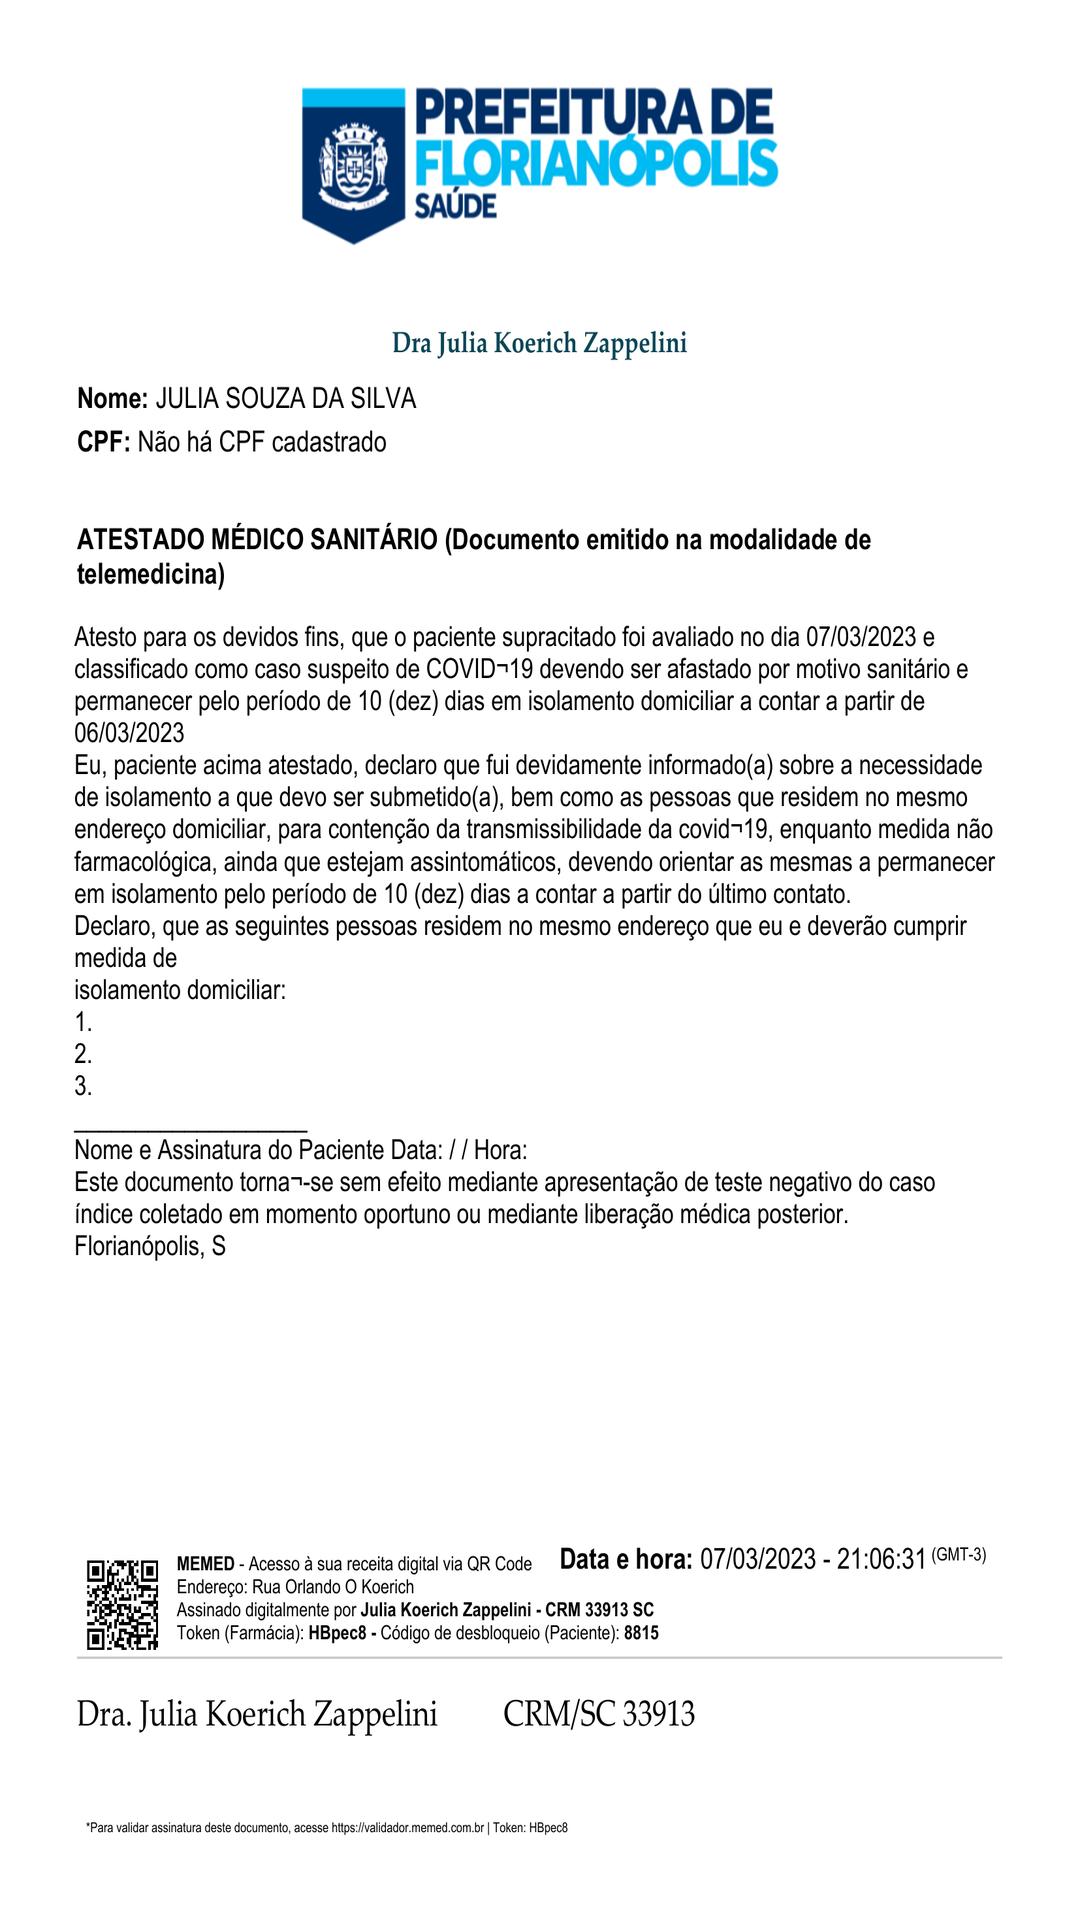 PREFEITURA DE
FLORIANÓPOLIS
SAÚDE
Dra Julia Koerich Zappelini
Nome: JULIA SOUZA DA SILVA
CPF: Não há CPF cadastrado
ATESTADO MÉDICO SANITÁRIO (Documento emitido na modalidade de
telemedicina)
Atesto para os devidos fins, que o paciente supracitado foi avaliado no dia 07/03/2023 e
classificado como caso suspeito de COVID¬19 devendo ser afastado por motivo sanitário e
permanecer pelo período de 10 (dez) dias em isolamento domiciliar a contar a partir de
06/03/2023
Eu, paciente acima atestado, declaro que fui devidamente informado(a) sobre a necessidade
de isolamento a que devo ser submetido(a), bem como as pessoas que residem no mesmo
endereço domiciliar, para contenção da transmissibilidade da covid¬19, enquanto medida não
farmacológica, ainda que estejam assintomáticos, devendo orientar as mesmas a permanecer
em isolamento pelo período de 10 (dez) dias a contar a partir do último contato.
Declaro, que as seguintes pessoas residem no mesmo endereço que eu e deverão cumprir
medida de
isolamento domiciliar:
1.
2.
3.
___________________
Nome e Assinatura do Paciente Data: / / Hora:
Este documento torna¬-se sem efeito mediante apresentação de teste negativo do caso
índice coletado em momento oportuno ou mediante liberação médica posterior.
Florianópolis, S
MEMED - Acesso à sua receita digital via QR Code
Data e hora: 07/03/2023 - 21:06:31 (GMT-3)
Endereço: Rua Orlando O Koerich
Assinado digitalmente por Julia Koerich Zappelini - CRM 33913 SC
Token (Farmácia): HBpec8 - Código de desbloqueio (Paciente): 8815
Dra. Julia Koerich Zappelini CRM/SC 33913
*Para validar assinatura deste documento, acesse https://validador.memed.com.br | Token: HBpec8